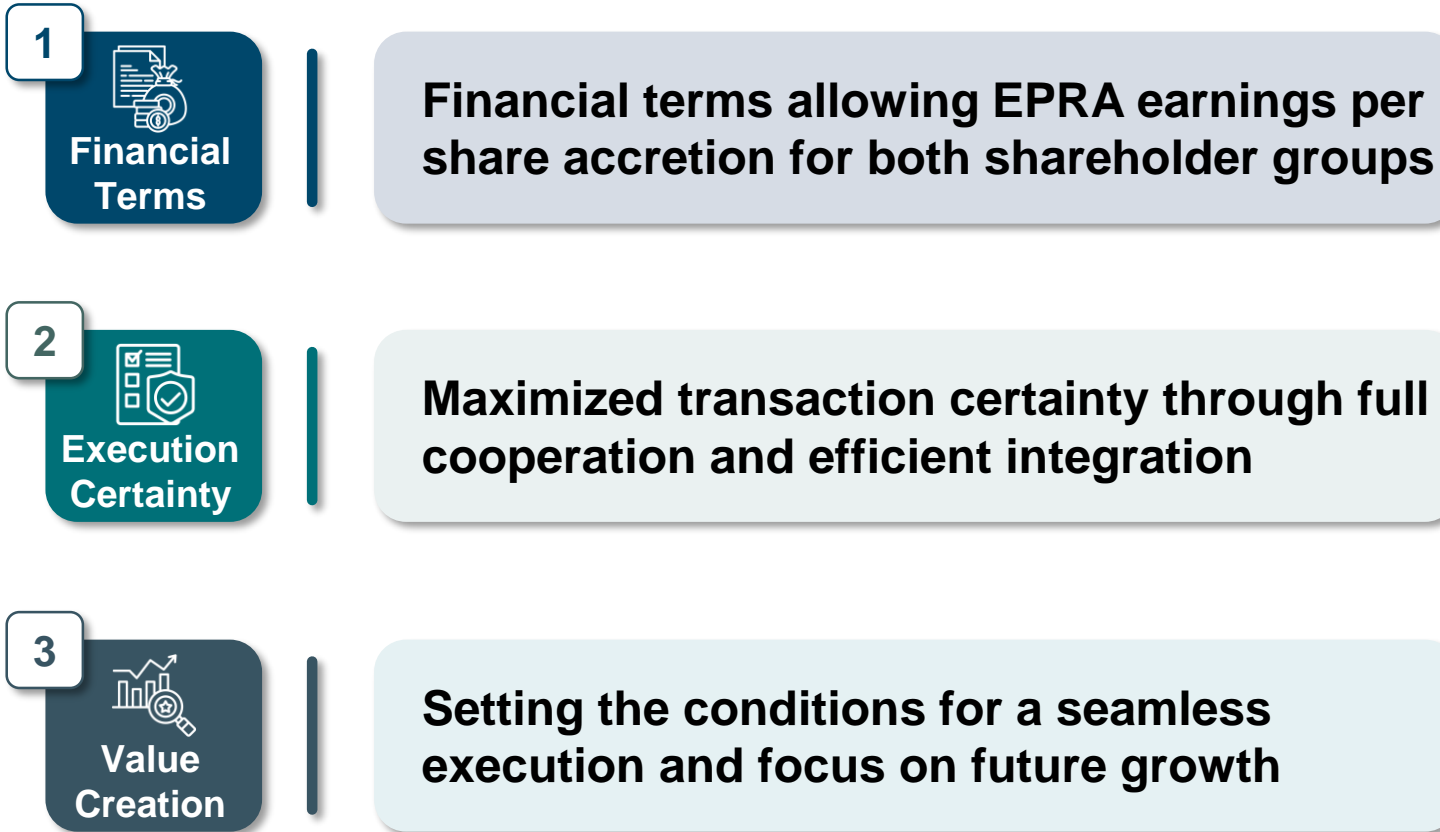 1
Financial
Terms
Financial terms allowing EPRA earnings per
share accretion for both shareholder groups
2
Execution
Certainty
Maximized transaction certainty through full
cooperation and efficient integration
3
Value
Creation
Setting the conditions for a seamless
execution and focus on future growth